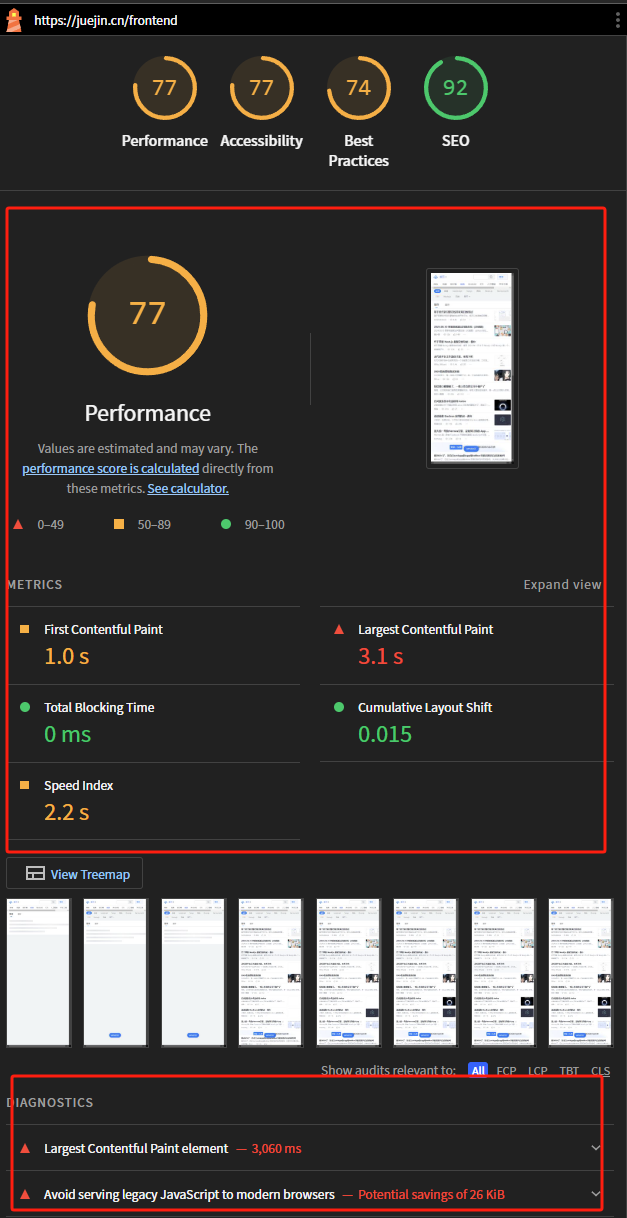 https://juejin.cn/frontend
77
77
74
92
Performance
Accessibility
Best
Practices
SEO
77
Performance
Values are estimated and may vary. The
performance score is calculated directly from
these metrics. See calculator.
0–49
50–89
90–100
METRICS
Expand view
First Contentful Paint
1.0 s
Largest Contentful Paint
3.1 s
Total Blocking Time
0 ms
Cumulative Layout Shift
0.015
Speed Index
2.2 s
View Treemap
Show audits relevant to: All FCP LCP TBT CLS
DIAGNOSTICS
Largest Contentful Paint element — 3,060 ms
Avoid serving legacy JavaScript to modern browsers — Potential savings of 26 KiB